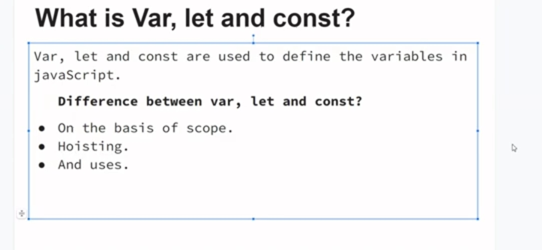 What is Var, let and const?
Var, let and const are used to define the variables in
javaScript.
Difference between var, let and const?
● On the basis of scope.
● Hoisting.
● And uses.